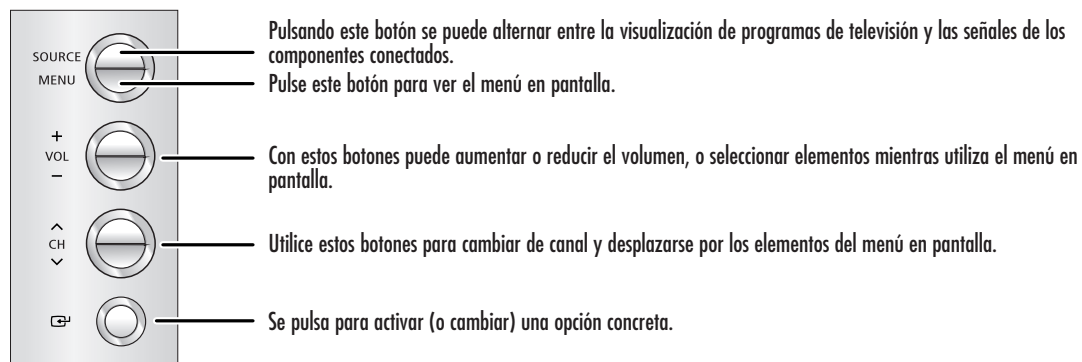 SOURCE
Pulsando este botón se puede alternar entre la visualización de programas de televisión y las señales de los
componentes conectados.
MENU
Pulse este botón para ver el menú en pantalla.
+
VOL
–
Con estos botones puede aumentar o reducir el volumen, o seleccionar elementos mientras utiliza el menú en
pantalla.
CH
Utilice estos botones para cambiar de canal y desplazarse por los elementos del menú en pantalla.
Se pulsa para activar (o cambiar) una opción concreta.